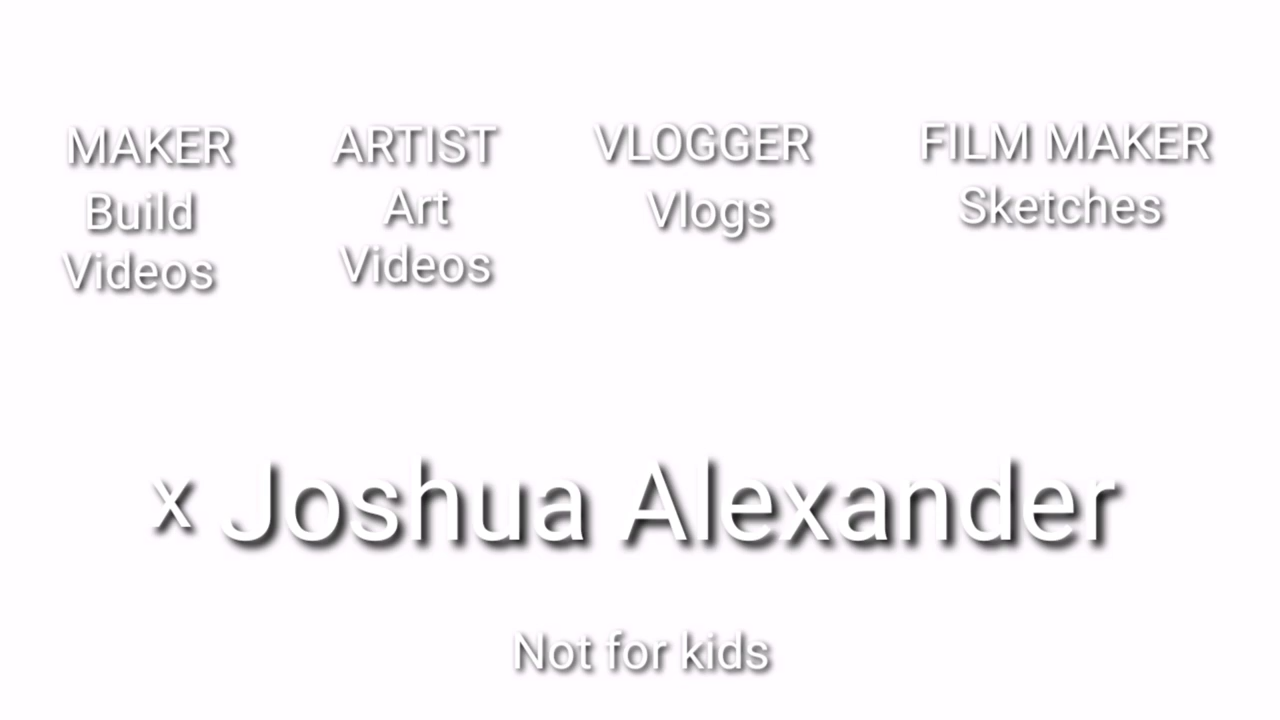 MAKER
Build
Videos
ARTIST
Art
Videos
VLOGGER
Vlogs
FILM MAKER
Sketches
x Joshua Alexander
Not for kids